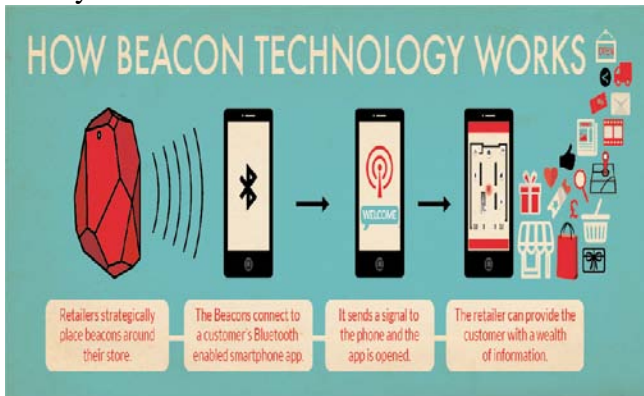 HOW BEACON TECHNOLOGY WORKS
OPEN
WELCOME
£
Retailers strategically
place beacons around
their store.
The Beacons connect to
a customer's Bluetooth
enabled smartphone app.
It sends a signal to
the phone and the
app is opened.
The retailer can provide the
customer with a wealth
of information.